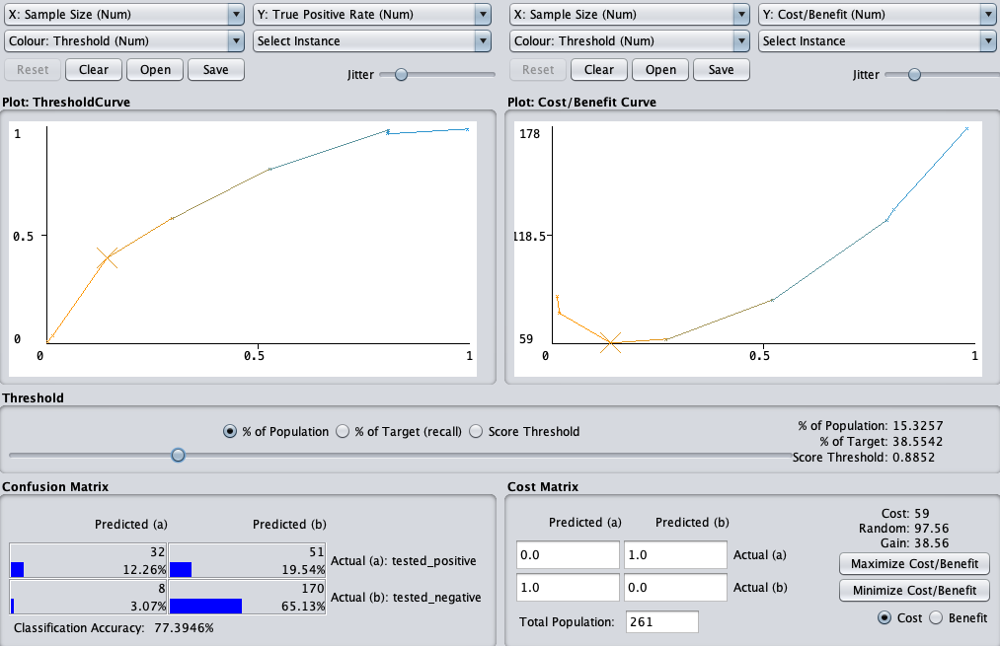 X: Sample Size (Num) Y: True Positive Rate (Num) X: Sample Size (Num) Y: Cost/Benefit (Num)
Colour: Threshold (Num) Select Instance Colour: Threshold (Num) Select Instance
Reset Clear Open Save Jitter Reset Clear Open Save Jitter
Plot: ThresholdCurve
1
0.5
0
0 0.5 1
Plot: Cost/Benefit Curve
178
118.5
59
0 0.5 1
Threshold
% of Population % of Target (recall) Score Threshold
% of Population: 15.3257
% of Target: 38.5542
Score Threshold: 0.8852
Confusion Matrix
Predicted (a) Predicted (b)
32 51
12.26% 19.54% Actual (a): tested_positive
8 170
3.07% 65.13% Actual (b): tested_negative
Classification Accuracy: 77.3946%
Cost Matrix
Predicted (a) Predicted (b)
0.0 1.0 Actual (a)
1.0 0.0 Actual (b)
Total Population: 261
Cost: 59
Random: 97.56
Gain: 38.56
Maximize Cost/Benefit
Minimize Cost/Benefit
Cost Benefit